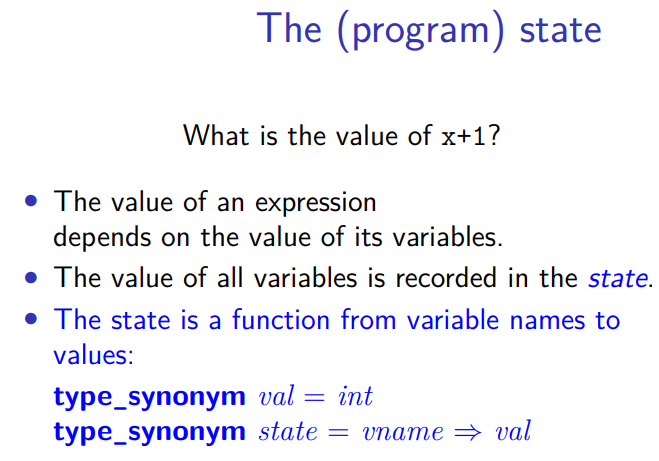 The (program) state
What is the value of x+1?
• The value of an expression
depends on the value of its variables.
• The value of all variables is recorded in the state.
• The state is a function from variable names to
values:
type_synonym val = int
type_synonym state = vname ⇒ val